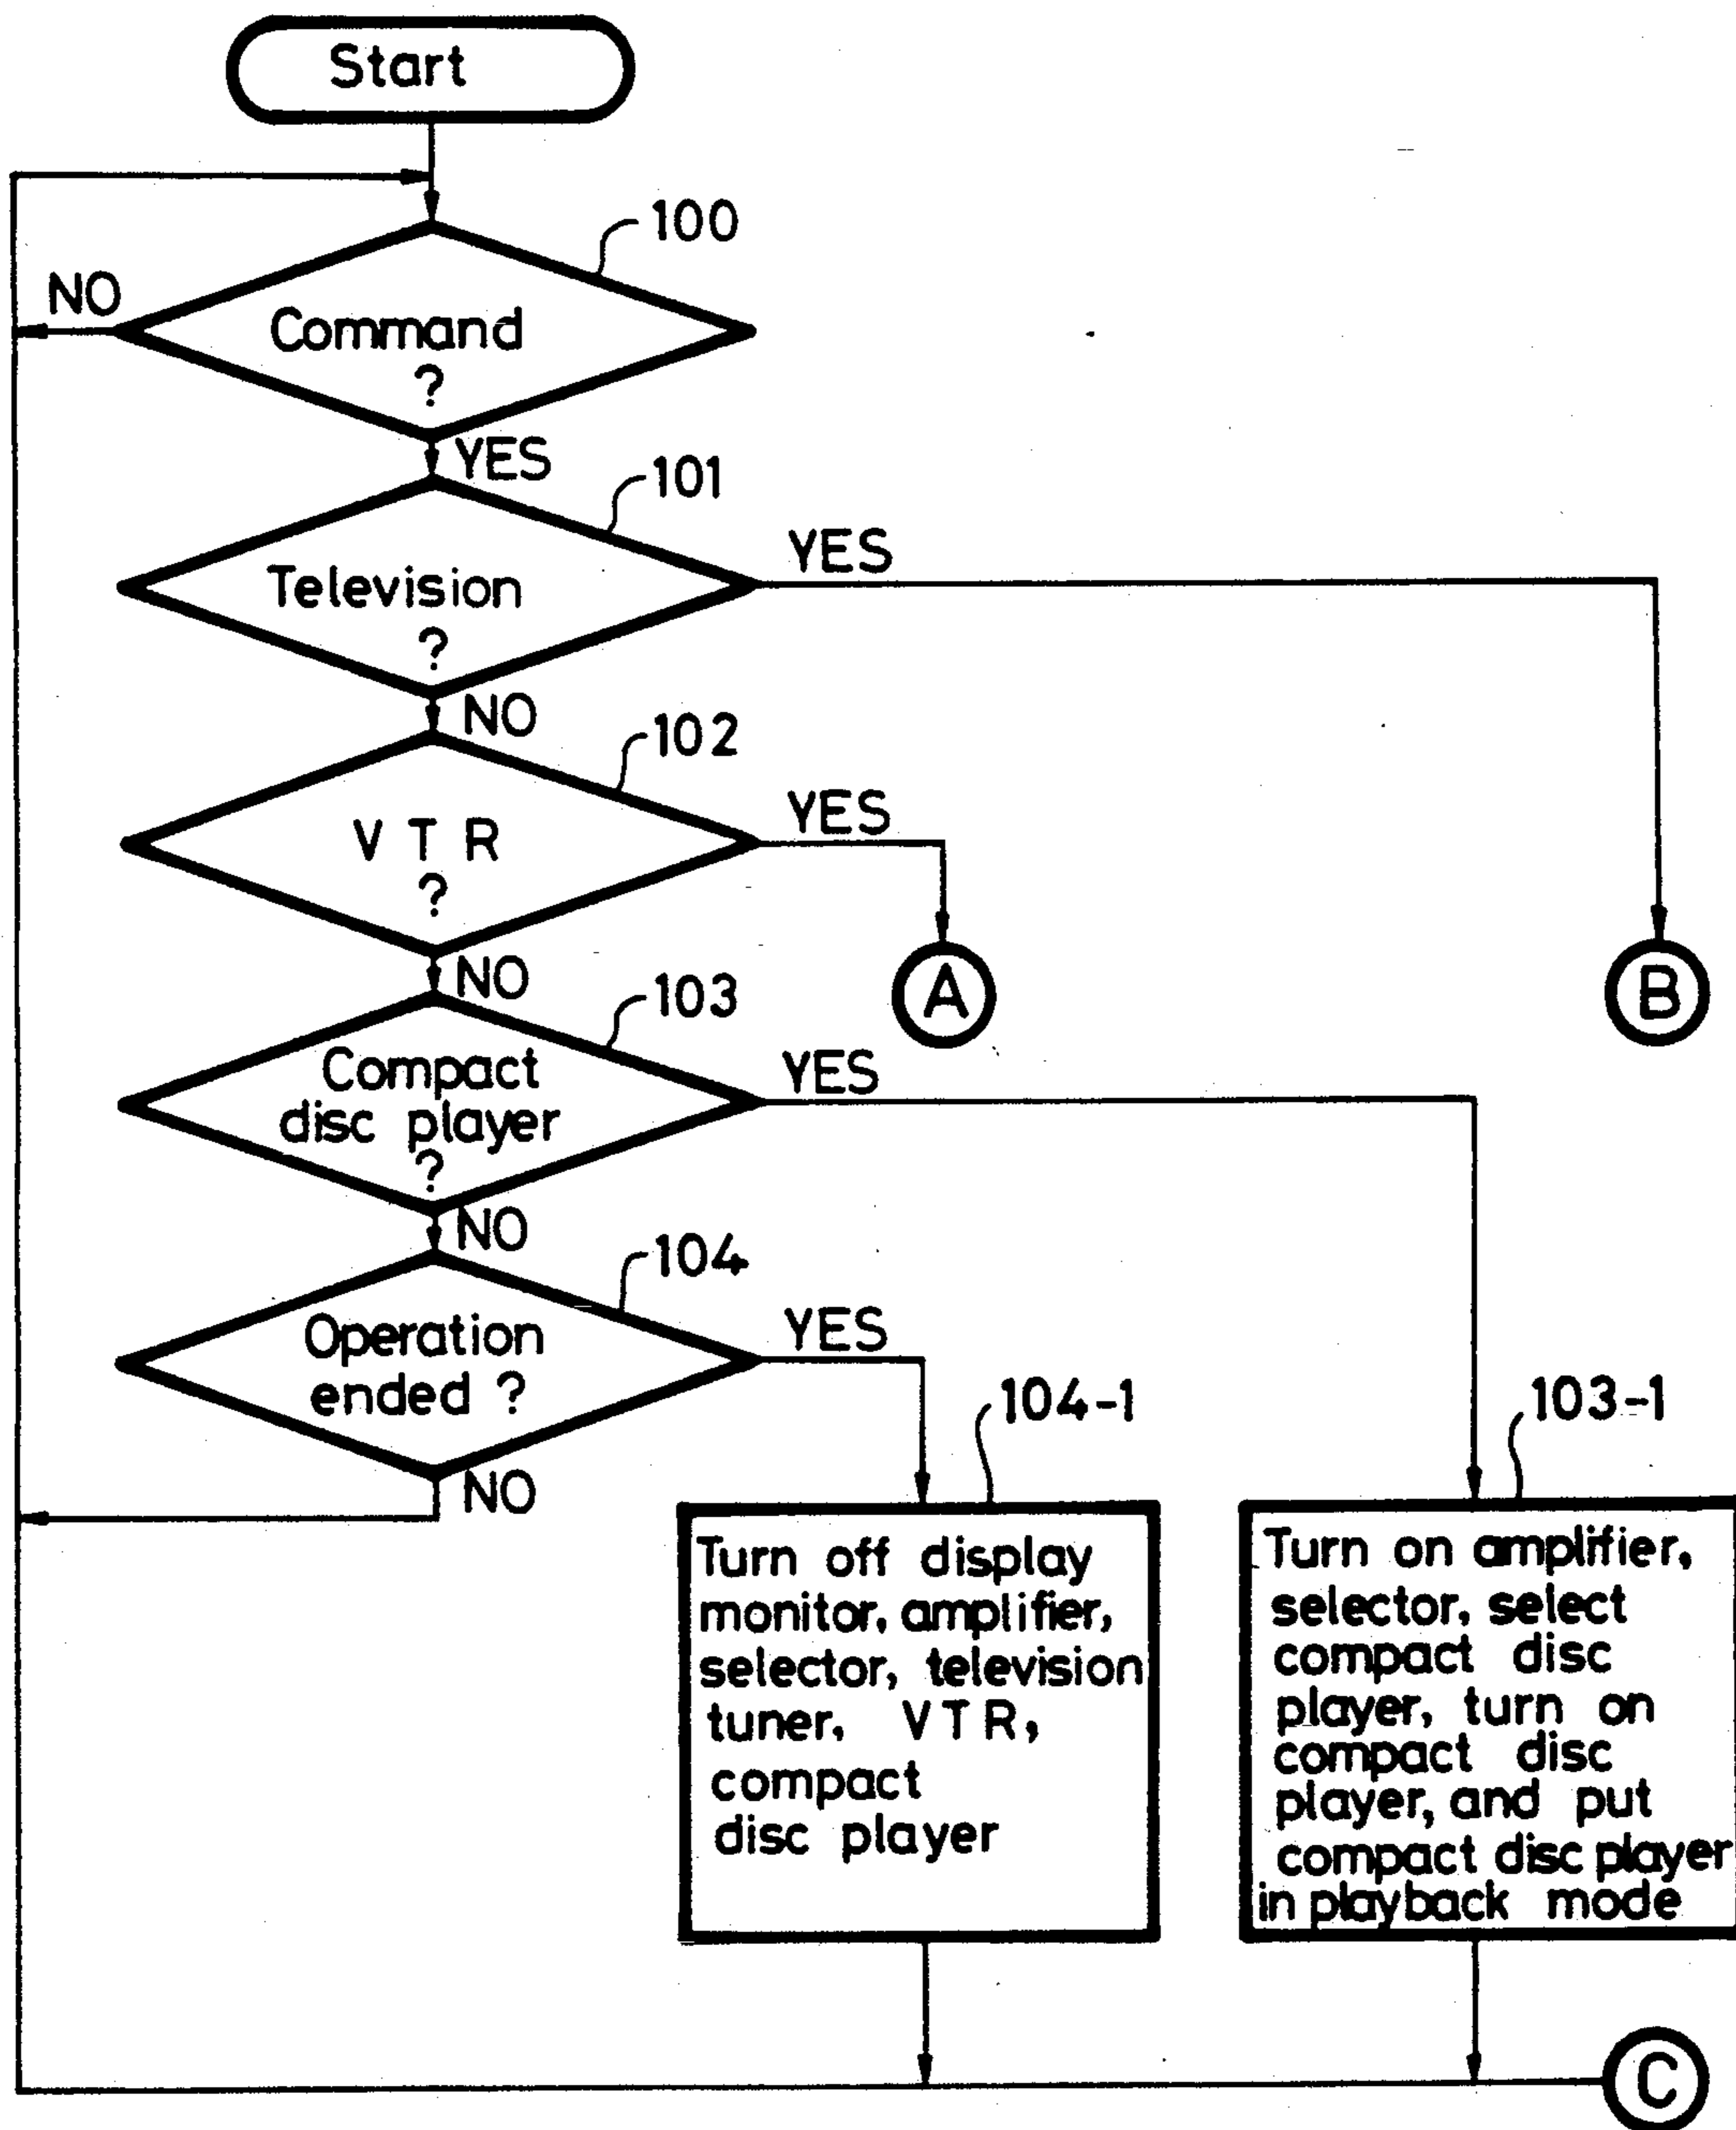 Start
100
NO
Command
?
YES
101
YES
Television
?
NO
102
YES
V T R
?
A
B
NO
103
YES
Compact
disc player
?
NO
104
YES
Operation
ended ?
104-1
103-1
NO
Turn off display
monitor, amplifier,
selector, television
tuner, VTR,
compact
disc player
Turn on amplifier,
selector, select
compact disc
player, turn on
compact disc
player, and put
compact disc player
in playback mode
C